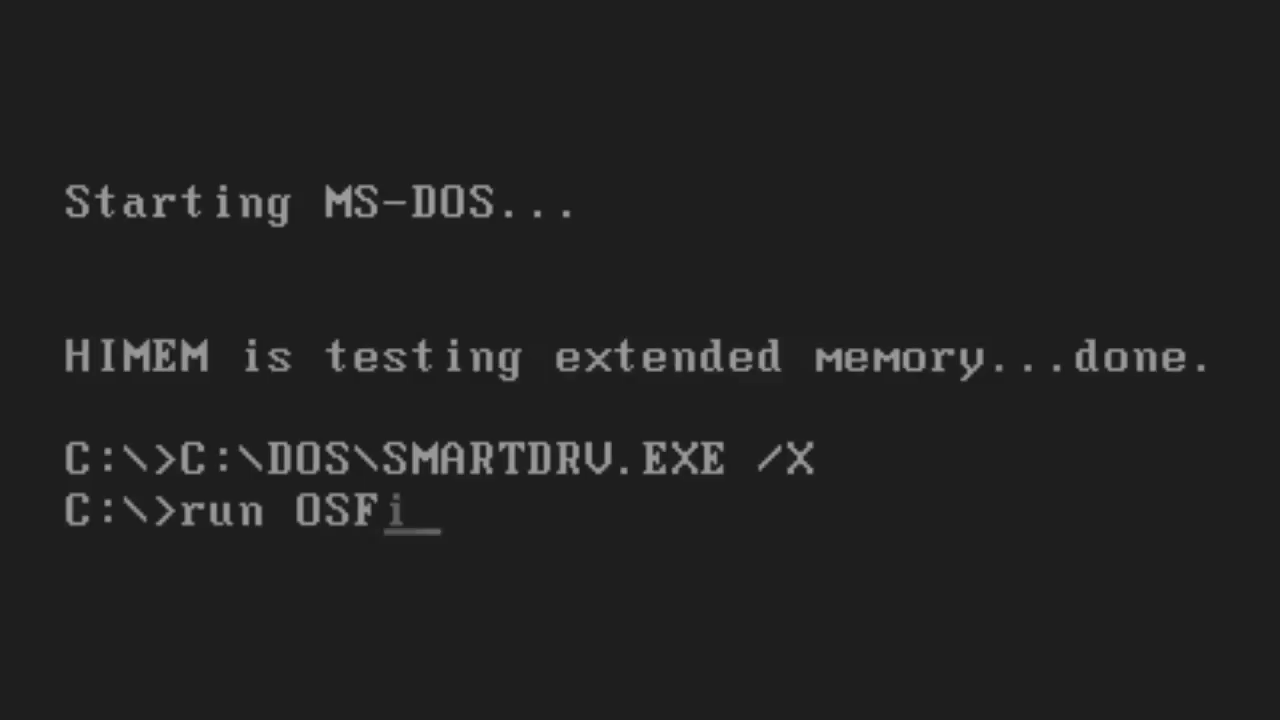 Starting MS-DOS...
HIMEM is testing extended memory...done.
C:\>C:\DOS\SMARTDRV.EXE /X
C:\>run OSFi_